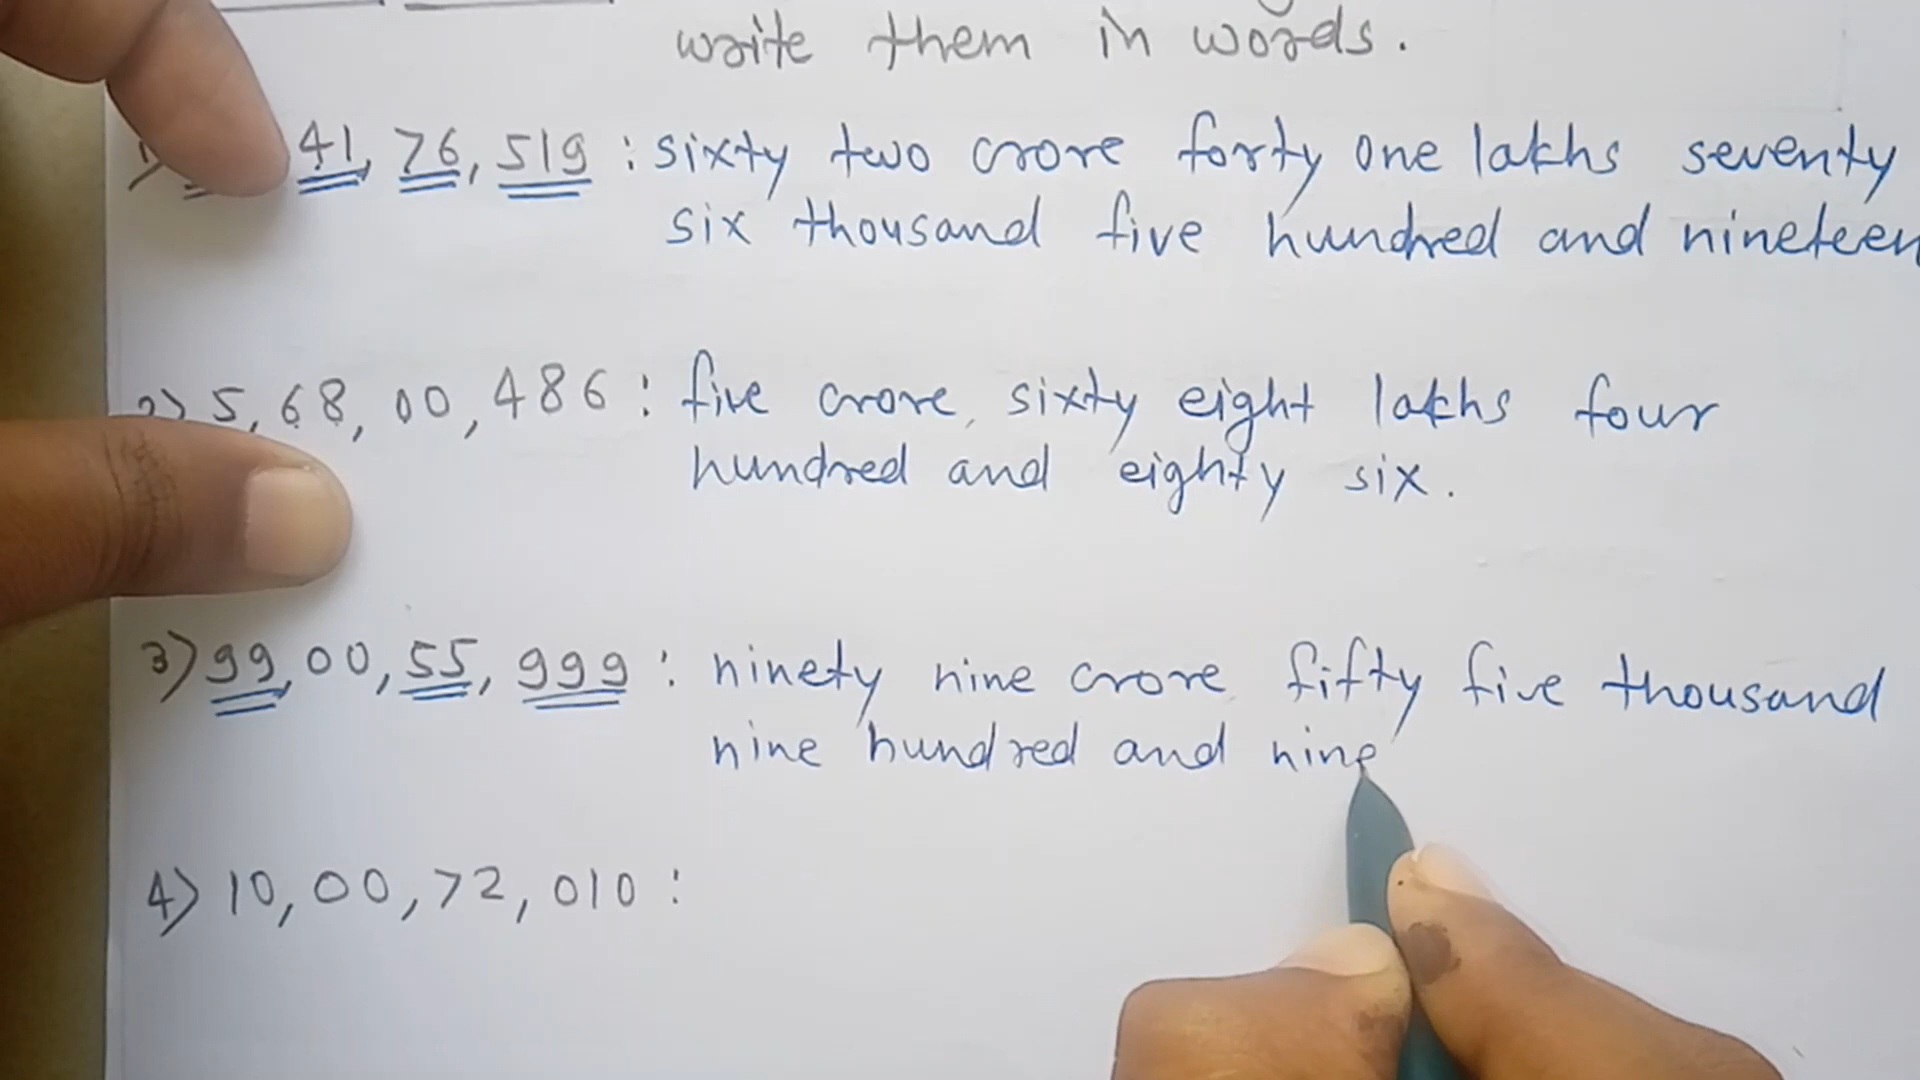 write them in words.
41, 76, 519 : sixty two crore forty one lakhs seventy
six thousand five hundred and nineteen
2) 5,68,00,486 : five crore, sixty eight lakhs four
hundred and eighty six.
3) 99,00,55,999 : ninety nine crore fifty five thousand
nine hundred and nine
4) 10,00,72,010 :